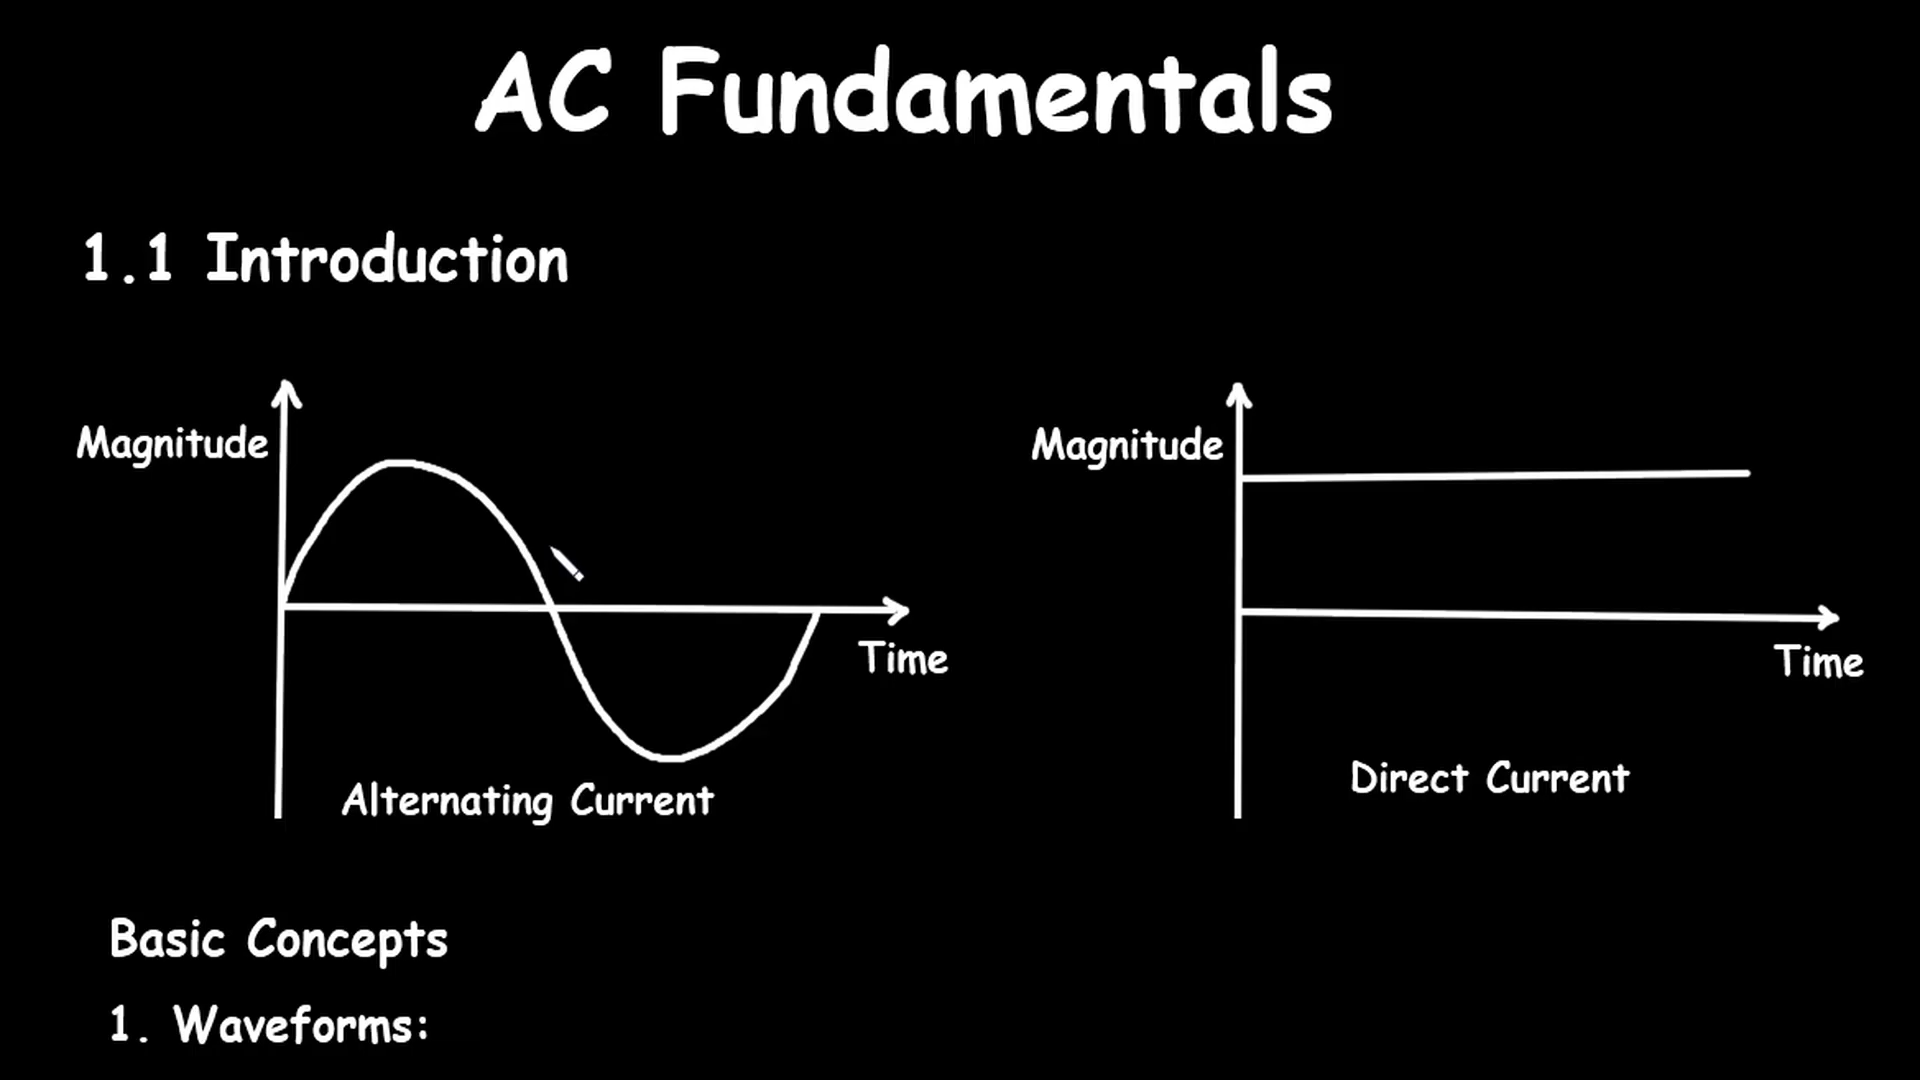 AC Fundamentals
1.1 Introduction
Magnitude
Time
Alternating Current
Magnitude
Time
Direct Current
Basic Concepts
1. Waveforms: